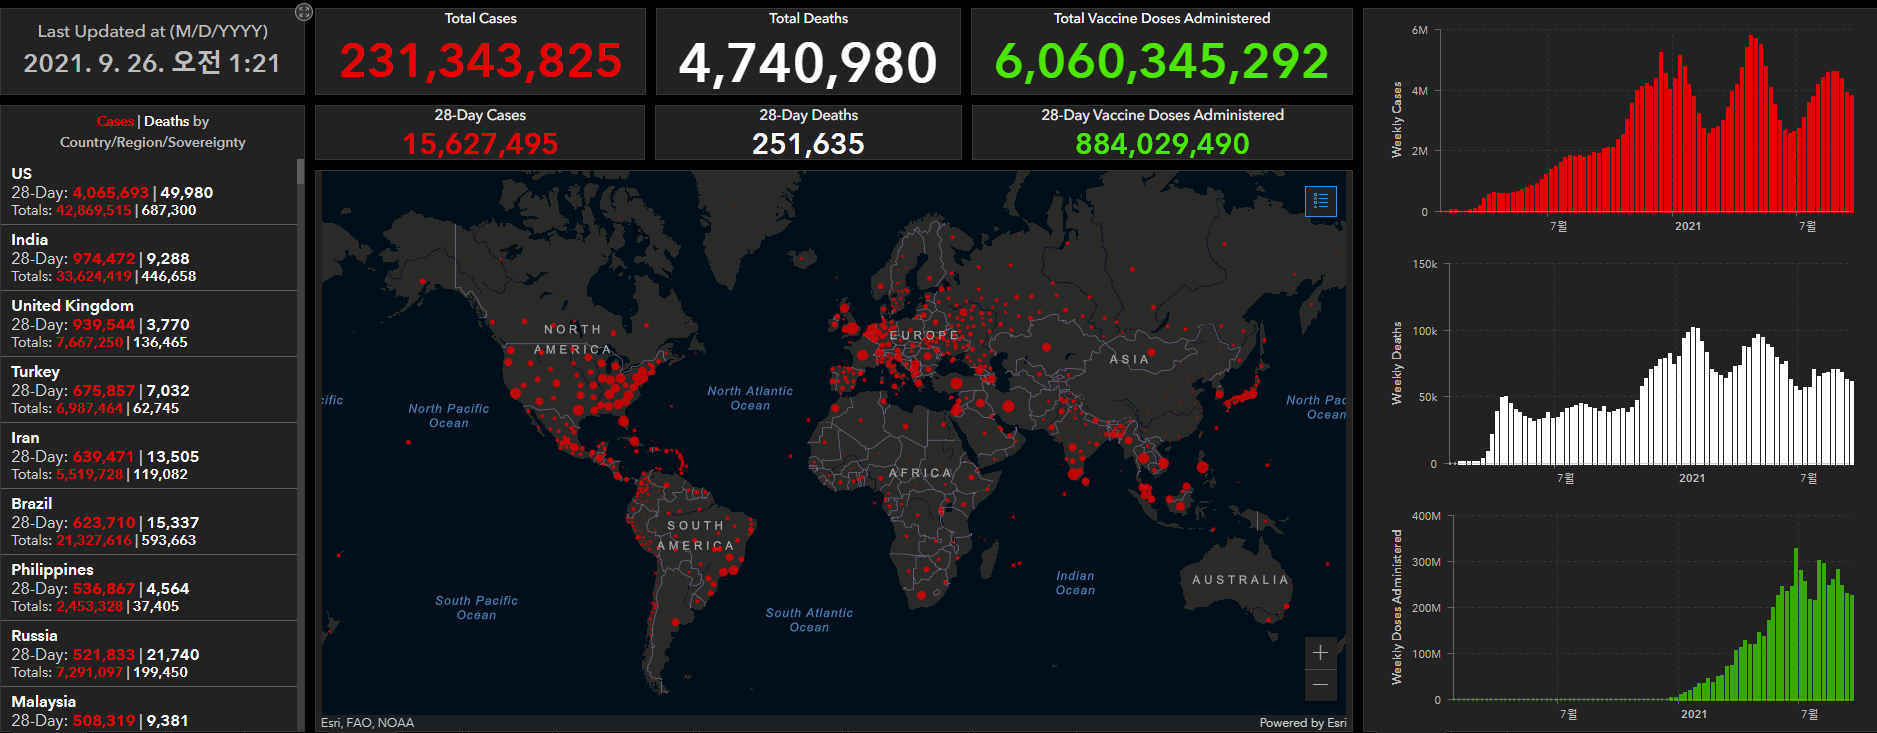 Last Updated at (M/D/YYYY)
2021. 9. 26. 오전 1:21
Total Cases
231,343,825
Total Deaths
4,740,980
Total Vaccine Doses Administered
6,060,345,292
28-Day Cases
15,627,495
28-Day Deaths
251,635
28-Day Vaccine Doses Administered
884,029,490
Cases | Deaths by
Country/Region/Sovereignty
US
28-Day: 4,065,693 | 49,980
Totals: 42,869,515 | 687,300
India
28-Day: 974,472 | 9,288
Totals: 33,624,419 | 446,658
United Kingdom
28-Day: 939,544 | 3,770
Totals: 7,667,250 | 136,465
Turkey
28-Day: 675,857 | 7,032
Totals: 6,987,464 | 62,745
Iran
28-Day: 639,471 | 13,505
Totals: 5,519,728 | 119,082
Brazil
28-Day: 623,710 | 15,337
Totals: 21,327,616 | 593,663
Philippines
28-Day: 536,867 | 4,564
Totals: 2,453,328 | 37,405
Russia
28-Day: 521,833 | 21,740
Totals: 7,291,097 | 199,450
Malaysia
28-Day: 508,319 | 9,381
NORTH
AMERICA
EUROPE
ASIA
cific
North Pacific
Ocean
North Atlantic
Ocean
North Pac
Ocean
AFRICA
SOUTH
AMERICA
AUSTRALIA
Indian
Ocean
South Pacific
Ocean
South Atlantic
Ocean
+
−
Esri, FAO, NOAA
Powered by Esri
Weekly Cases
6M
4M
2M
0
7월
2021
7월
Weekly Deaths
150k
100k
50k
0
7월
2021
7월
Weekly Doses Administered
400M
300M
200M
100M
0
7월
2021
7월